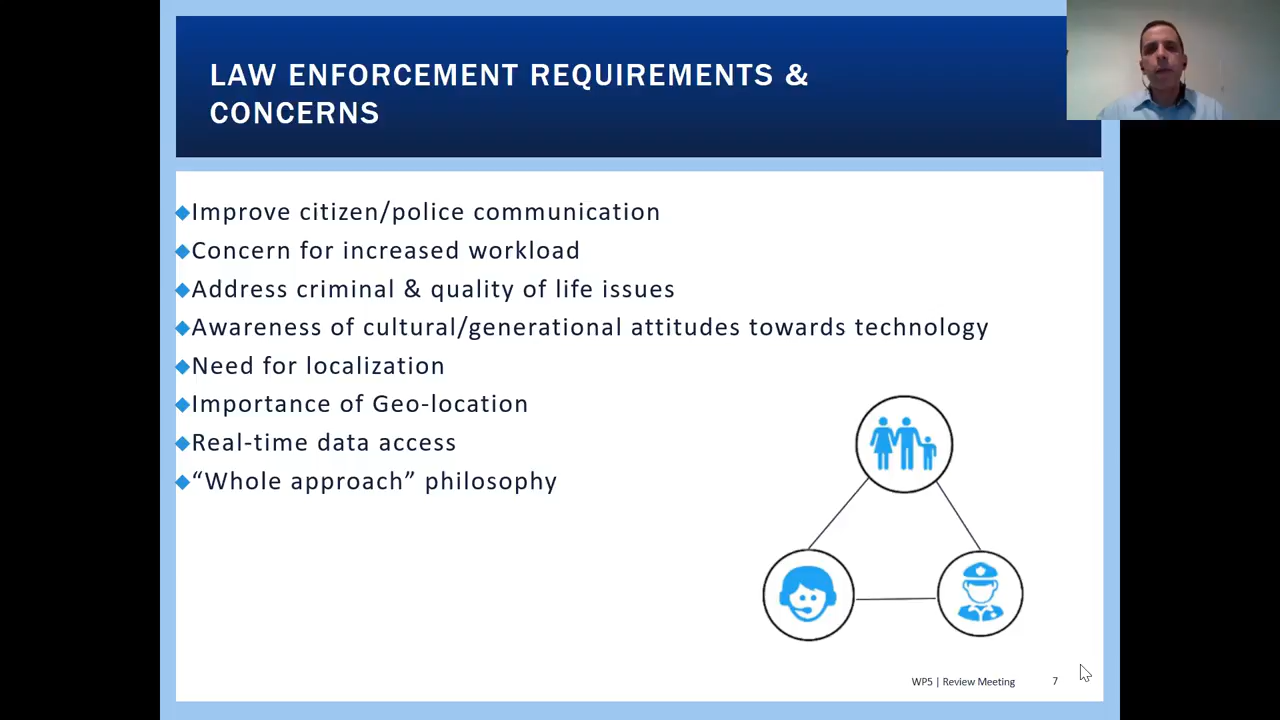 LAW ENFORCEMENT REQUIREMENTS &
CONCERNS
Improve citizen/police communication
Concern for increased workload
Address criminal & quality of life issues
Awareness of cultural/generational attitudes towards technology
Need for localization
Importance of Geo-location
Real-time data access
“Whole approach” philosophy
WP5 | Review Meeting 7